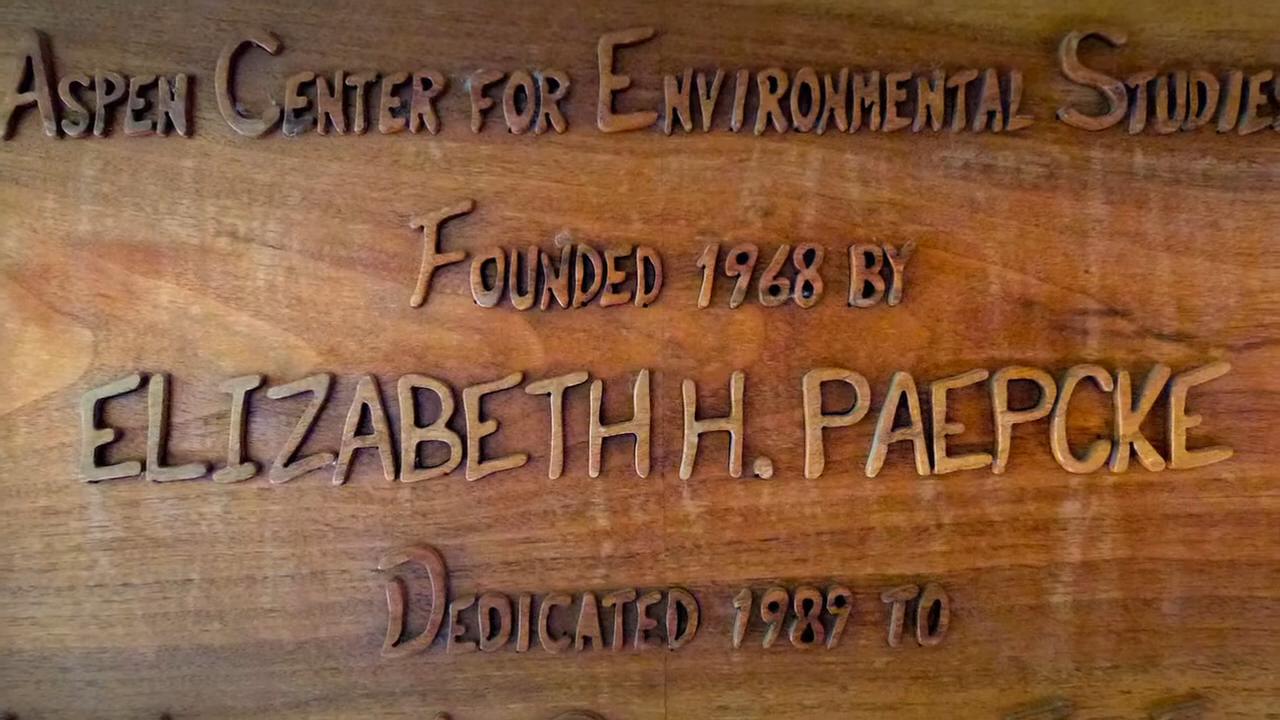 ASPEN CENTER FOR ENVIRONMENTAL STUDIES
FOUNDED 1968 BY
ELIZABETH H. PAEPCKE
DEDICATED 1989 TO